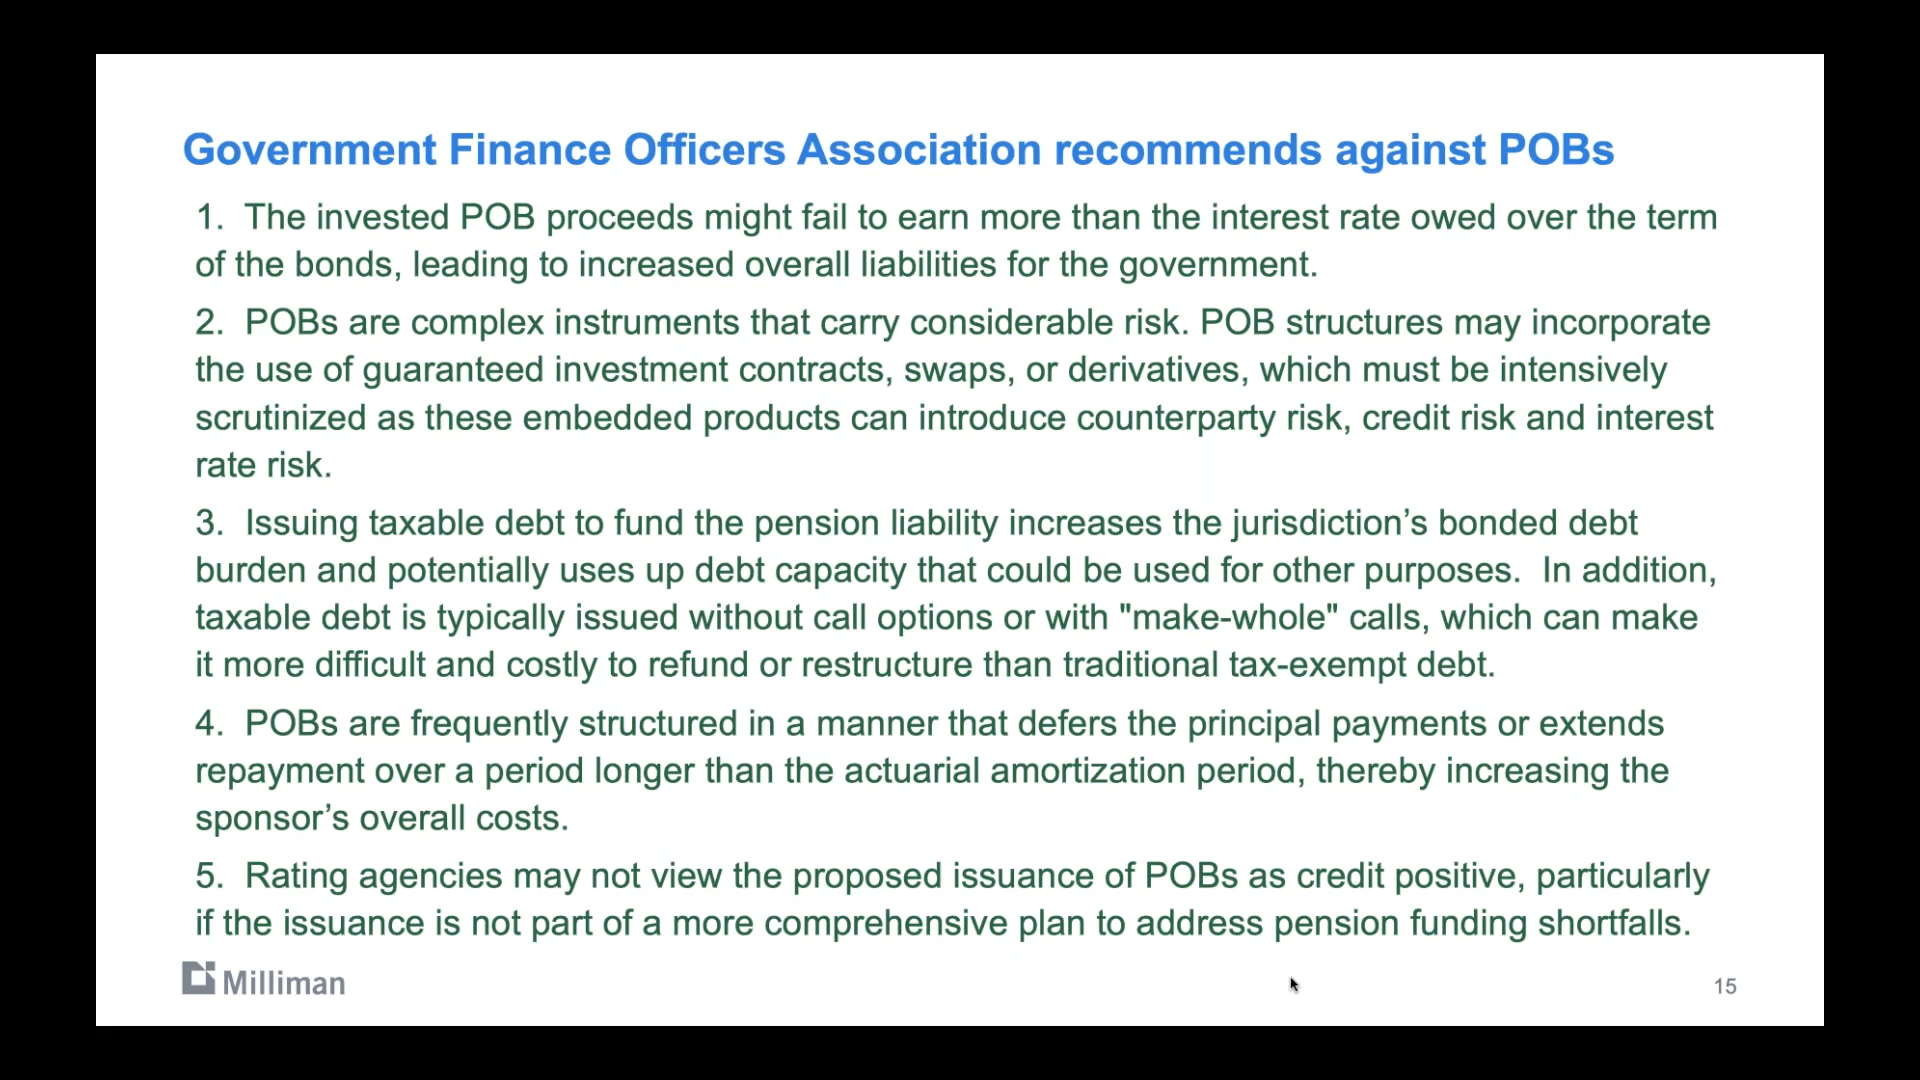 Government Finance Officers Association recommends against POBs
1.  The invested POB proceeds might fail to earn more than the interest rate owed over the term
of the bonds, leading to increased overall liabilities for the government.
2.  POBs are complex instruments that carry considerable risk. POB structures may incorporate
the use of guaranteed investment contracts, swaps, or derivatives, which must be intensively
scrutinized as these embedded products can introduce counterparty risk, credit risk and interest
rate risk.
3.  Issuing taxable debt to fund the pension liability increases the jurisdiction’s bonded debt
burden and potentially uses up debt capacity that could be used for other purposes.  In addition,
taxable debt is typically issued without call options or with "make-whole" calls, which can make
it more difficult and costly to refund or restructure than traditional tax-exempt debt.
4.  POBs are frequently structured in a manner that defers the principal payments or extends
repayment over a period longer than the actuarial amortization period, thereby increasing the
sponsor’s overall costs.
5.  Rating agencies may not view the proposed issuance of POBs as credit positive, particularly
if the issuance is not part of a more comprehensive plan to address pension funding shortfalls.
Milliman
15